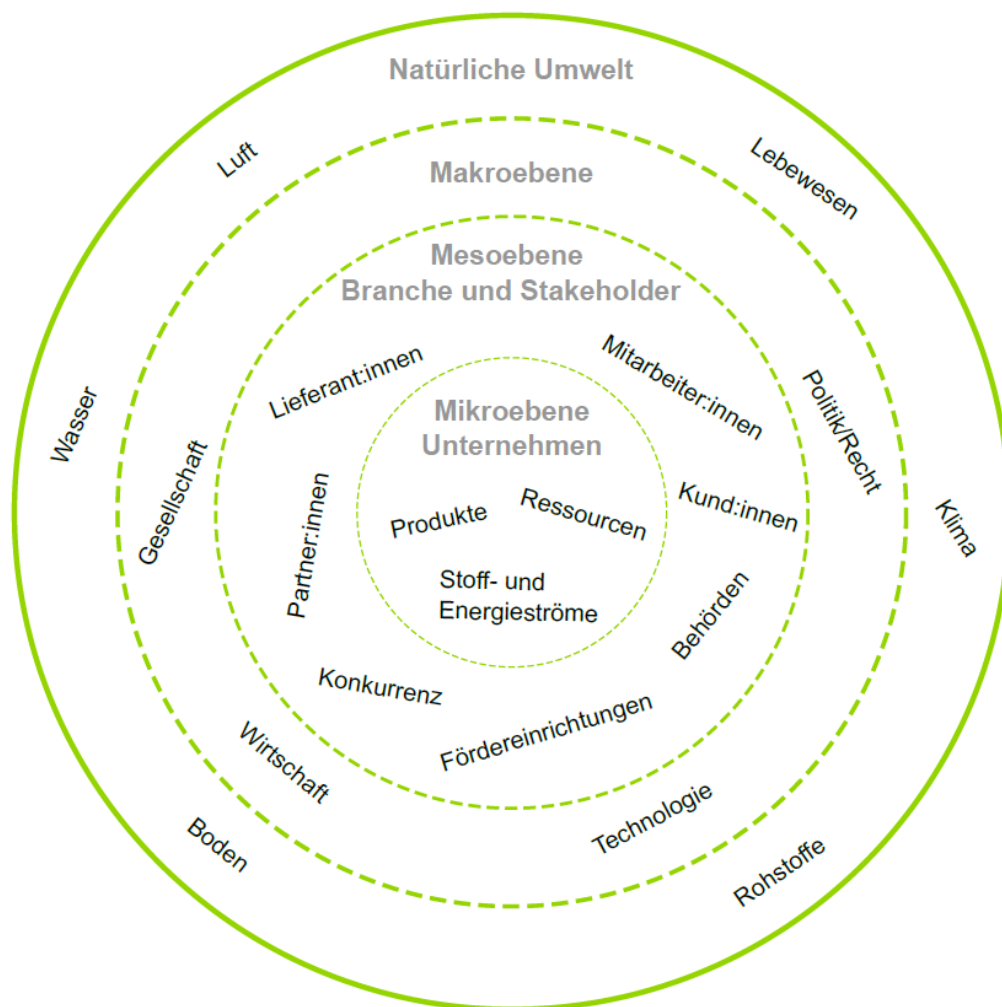 Natürliche Umwelt
Luft
Lebewesen
Makroebene
Mesoebene
Branche und Stakeholder
Lieferant:innen
Mitarbeiter:innen
Wasser
Politik/Recht
Mikroebene
Unternehmen
Gesellschaft
Partner:innen
Produkte
Ressourcen
Kund:innen
Klima
Stoff- und
Energieströme
Behörden
Konkurrenz
Fördereinrichtungen
Wirtschaft
Technologie
Boden
Rohstoffe